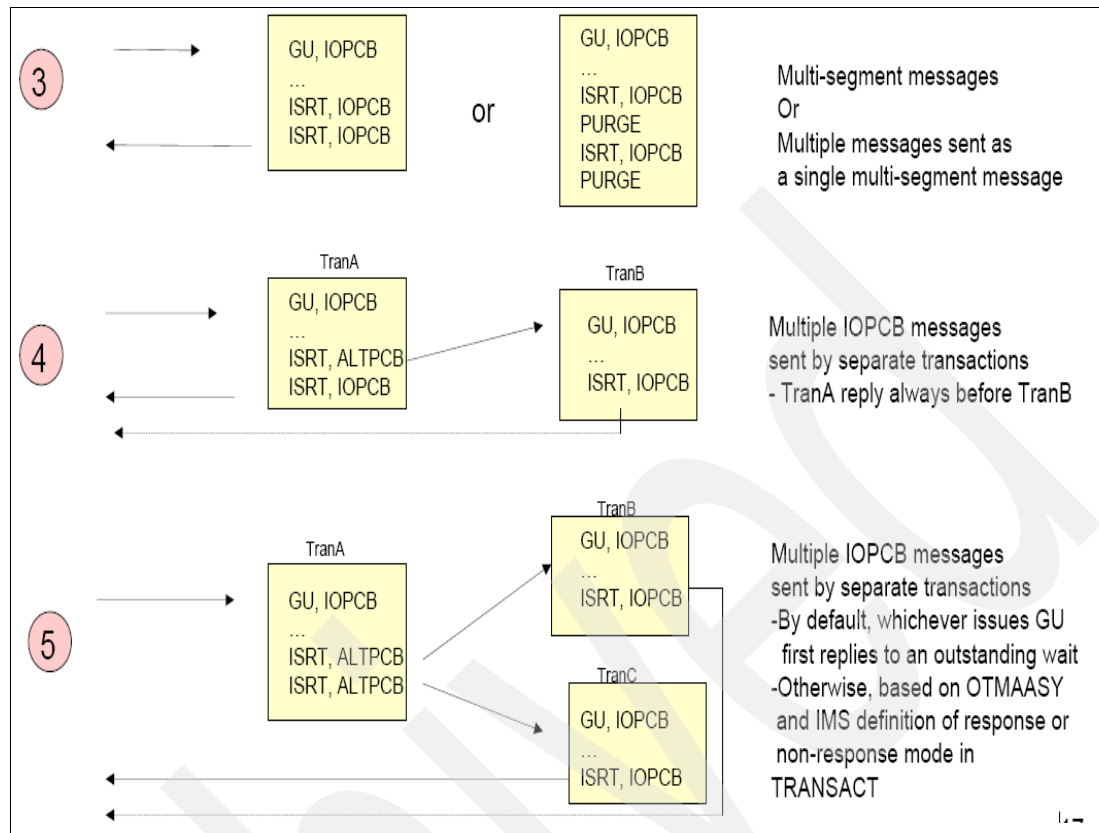 3
GU, IOPCB
...
ISRT, IOPCB
ISRT, IOPCB
or
GU, IOPCB
...
ISRT, IOPCB
PURGE
ISRT, IOPCB
PURGE
Multi-segment messages
Or
Multiple messages sent as
a single multi-segment message
4
TranA
GU, IOPCB
...
ISRT, ALTPCB
ISRT, IOPCB
TranB
GU, IOPCB
...
ISRT, IOPCB
Multiple IOPCB messages
sent by separate transactions
- TranA reply always before TranB
5
TranA
GU, IOPCB
...
ISRT, ALTPCB
ISRT, ALTPCB
TranB
GU, IOPCB
...
ISRT, IOPCB
TranC
GU, IOPCB
...
ISRT, IOPCB
Multiple IOPCB messages
sent by separate transactions
-By default, whichever issues GU
first replies to an outstanding wait
-Otherwise, based on OTMAASY
and IMS definition of response or
non-response mode in
TRANSACT